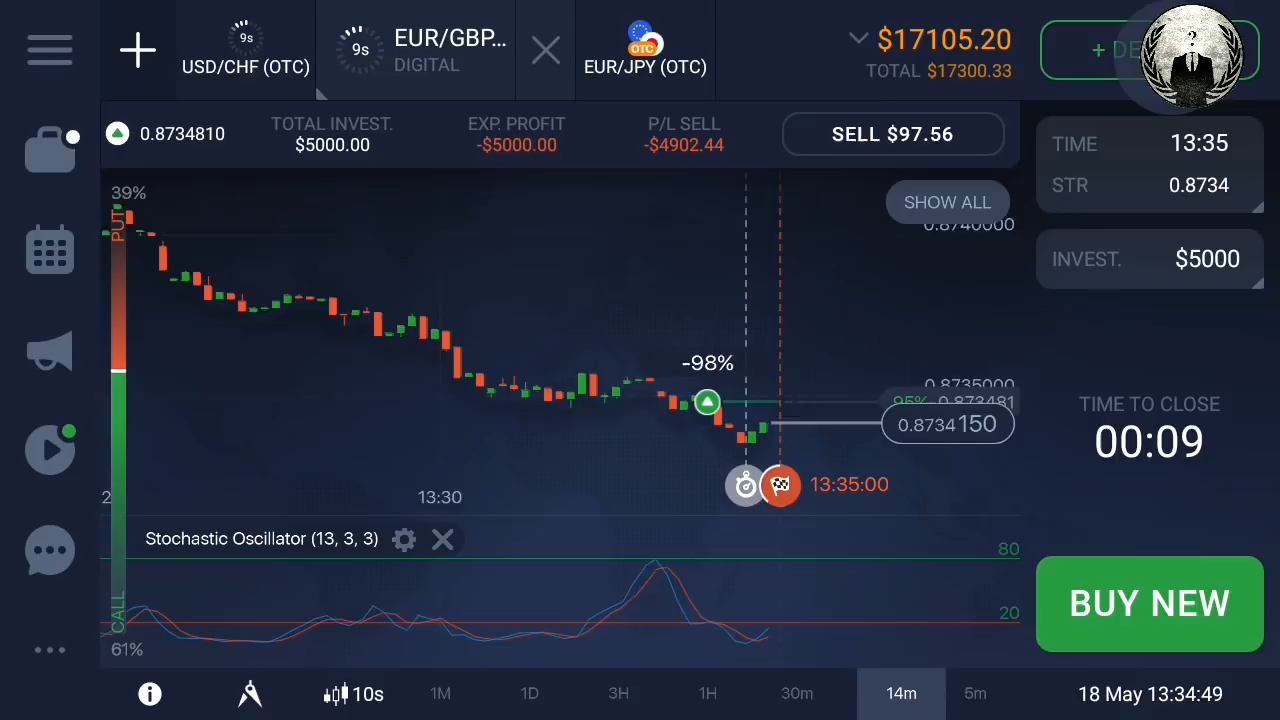 9s
USD/CHF (OTC)
9s
EUR/GBP...
DIGITAL
OTC
EUR/JPY (OTC)
$17105.20
TOTAL $17300.33
+ DE
?
0.8734810
TOTAL INVEST.
$5000.00
EXP. PROFIT
-$5000.00
P/L SELL
-$4902.44
SELL $97.56
TIME 13:35
STR 0.8734
INVEST. $5000
39%
PUT
SHOW ALL
0.8740000
-98%
0.8735000
95% 0.873481
0.8734150
TIME TO CLOSE
00:09
13:35:00
2
13:30
Stochastic Oscillator (13, 3, 3)
80
20
CALL
61%
BUY NEW
10s
1M
1D
3H
1H
30m
14m
5m
18 May 13:34:49